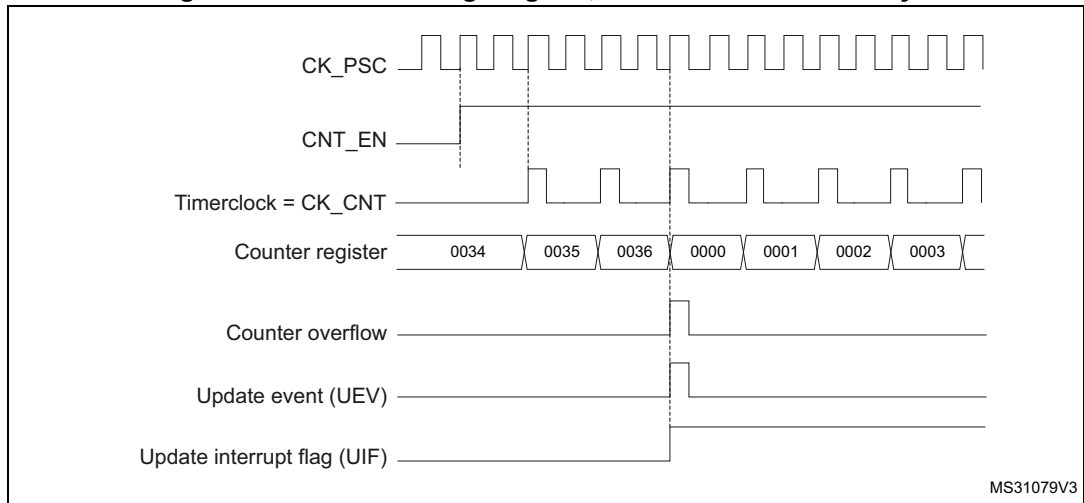 CK_PSC
CNT_EN
Timerclock = CK_CNT
Counter register 0034 0035 0036 0000 0001 0002 0003
Counter overflow
Update event (UEV)
Update interrupt flag (UIF)
MS31079V3